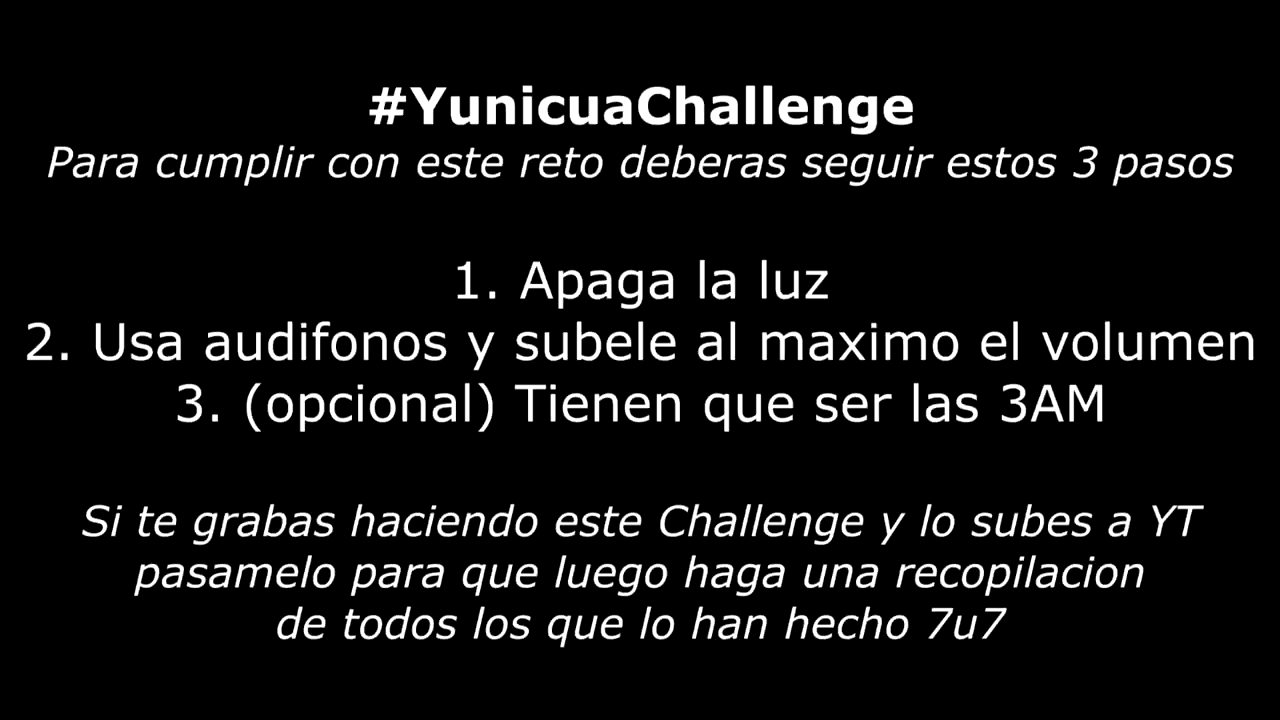 #YunicuaChallenge
Para cumplir con este reto deberas seguir estos 3 pasos
1. Apaga la luz
2. Usa audifonos y subele al maximo el volumen
3. (opcional) Tienen que ser las 3AM
Si te grabas haciendo este Challenge y lo subes a YT
pasamelo para que luego haga una recopilacion
de todos los que lo han hecho 7u7